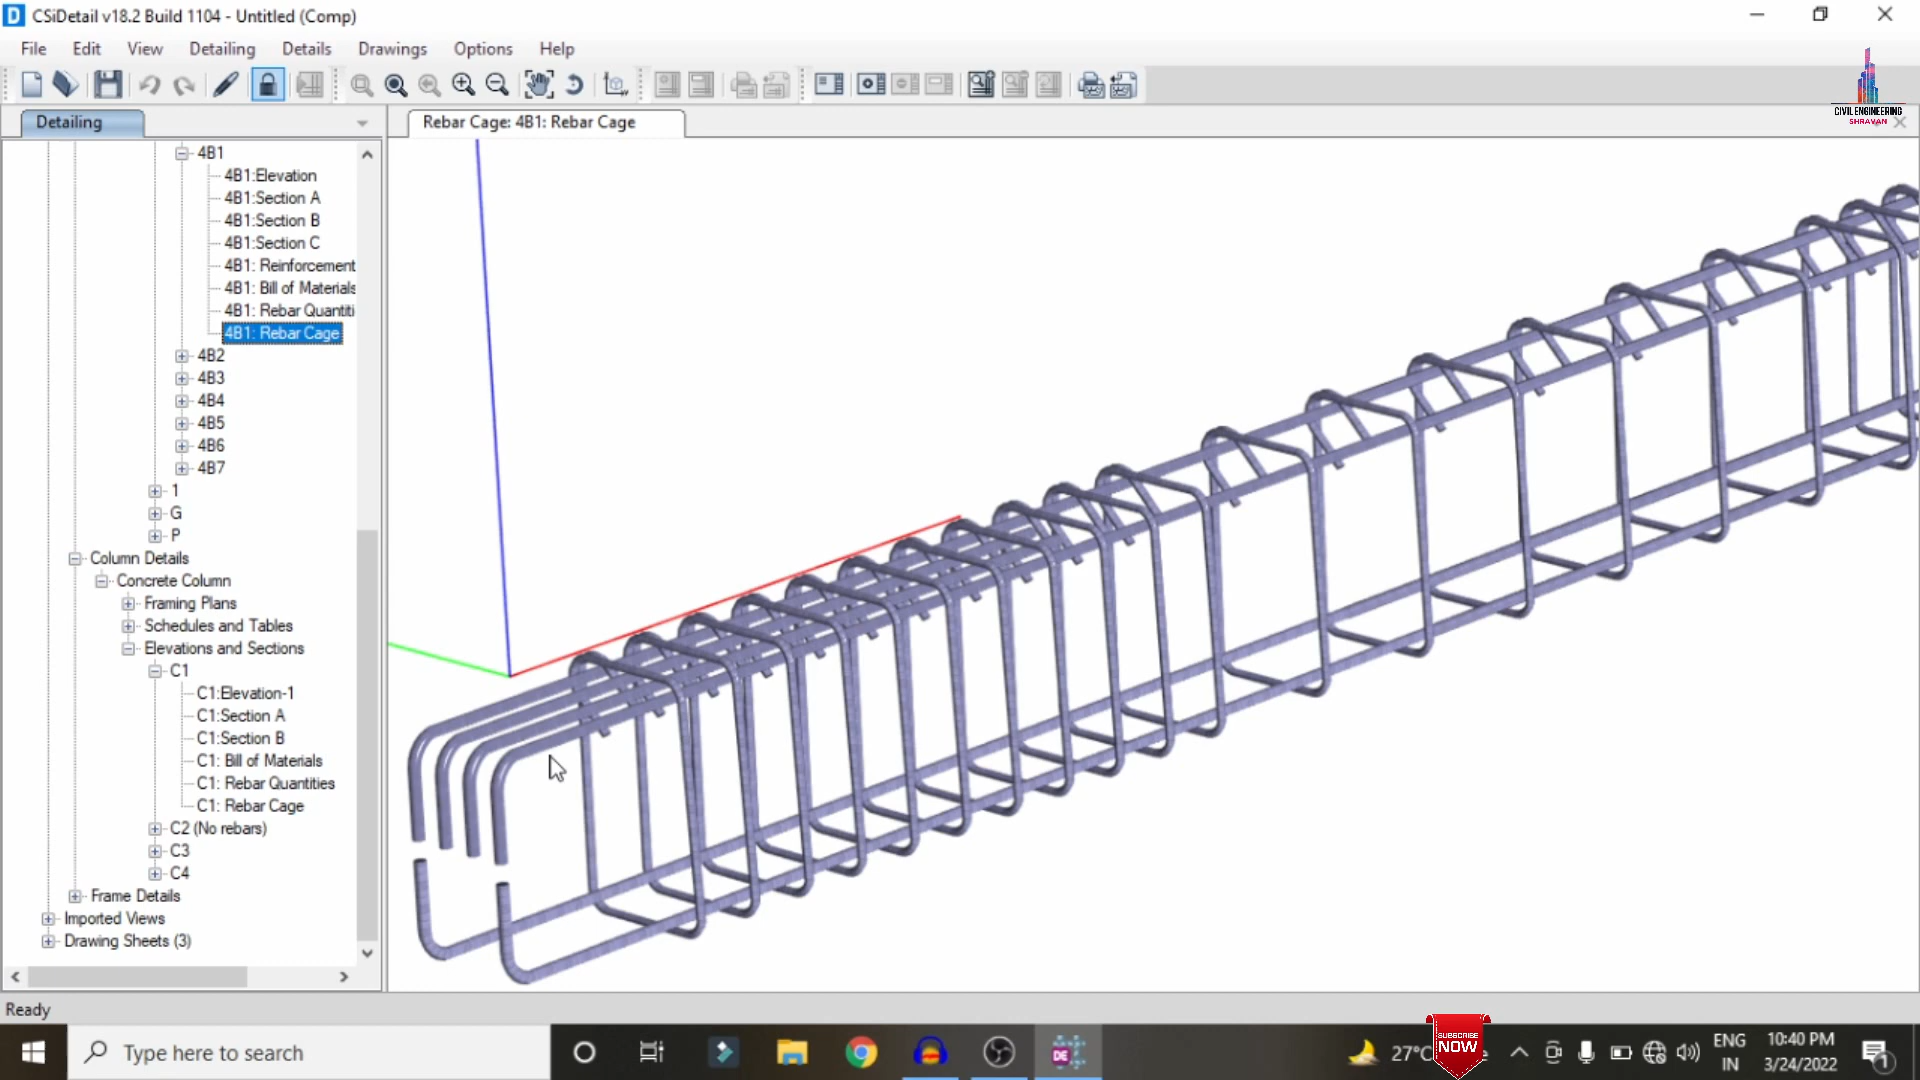 CSiDetail v18.2 Build 1104 - Untitled (Comp)
File Edit View Detailing Details Drawings Options Help
CIVIL ENGINEERING
SHRAVAN
Detailing
Rebar Cage: 4B1: Rebar Cage
4B1
4B1:Elevation
4B1:Section A
4B1:Section B
4B1:Section C
4B1: Reinforcement
4B1: Bill of Materials
4B1: Rebar Quantiti
4B1: Rebar Cage
4B2
4B3
4B4
4B5
4B6
4B7
1
G
P
Column Details
Concrete Column
Framing Plans
Schedules and Tables
Elevations and Sections
C1
C1:Elevation-1
C1:Section A
C1:Section B
C1: Bill of Materials
C1: Rebar Quantities
C1: Rebar Cage
C2 (No rebars)
C3
C4
Frame Details
Imported Views
Drawing Sheets (3)
Ready
Type here to search
DE
27°C
SUBSCRIBE
NOW
ENG
IN
10:40 PM
3/24/2022
1